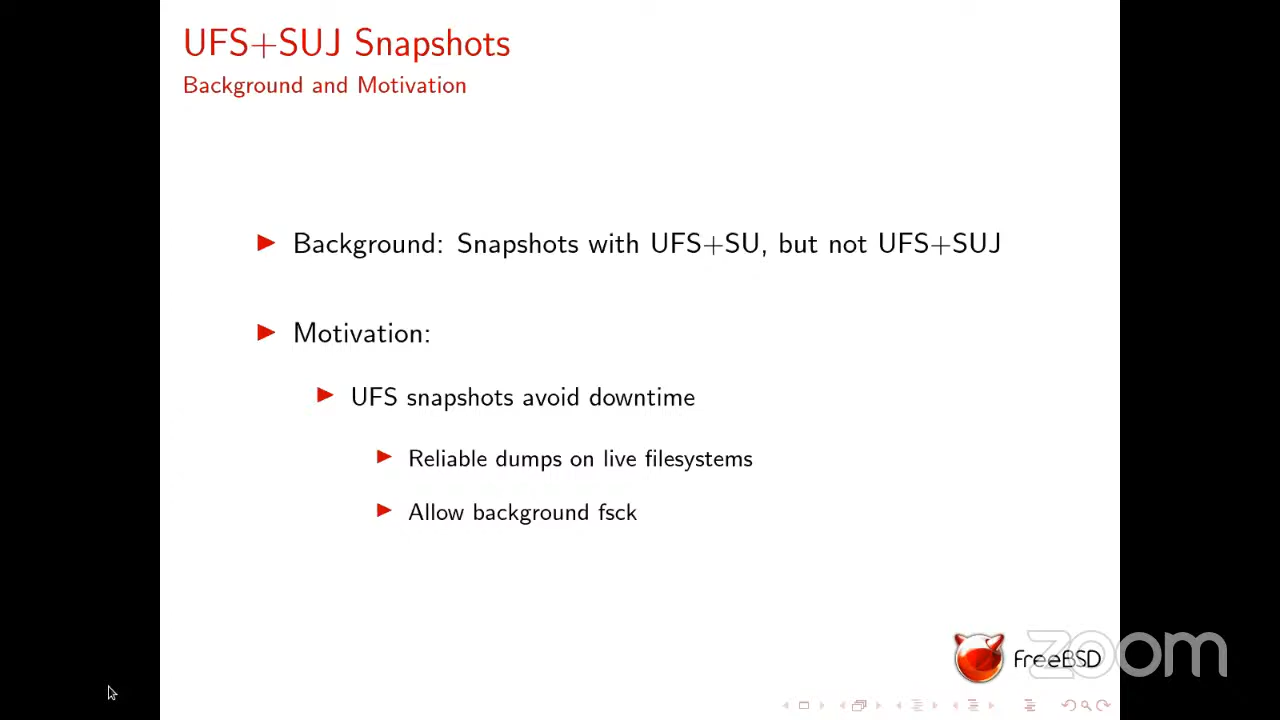 UFS+SUJ Snapshots
Background and Motivation
Background: Snapshots with UFS+SU, but not UFS+SUJ
Motivation:
UFS snapshots avoid downtime
Reliable dumps on live filesystems
Allow background fsck
FreeBSD
zoom